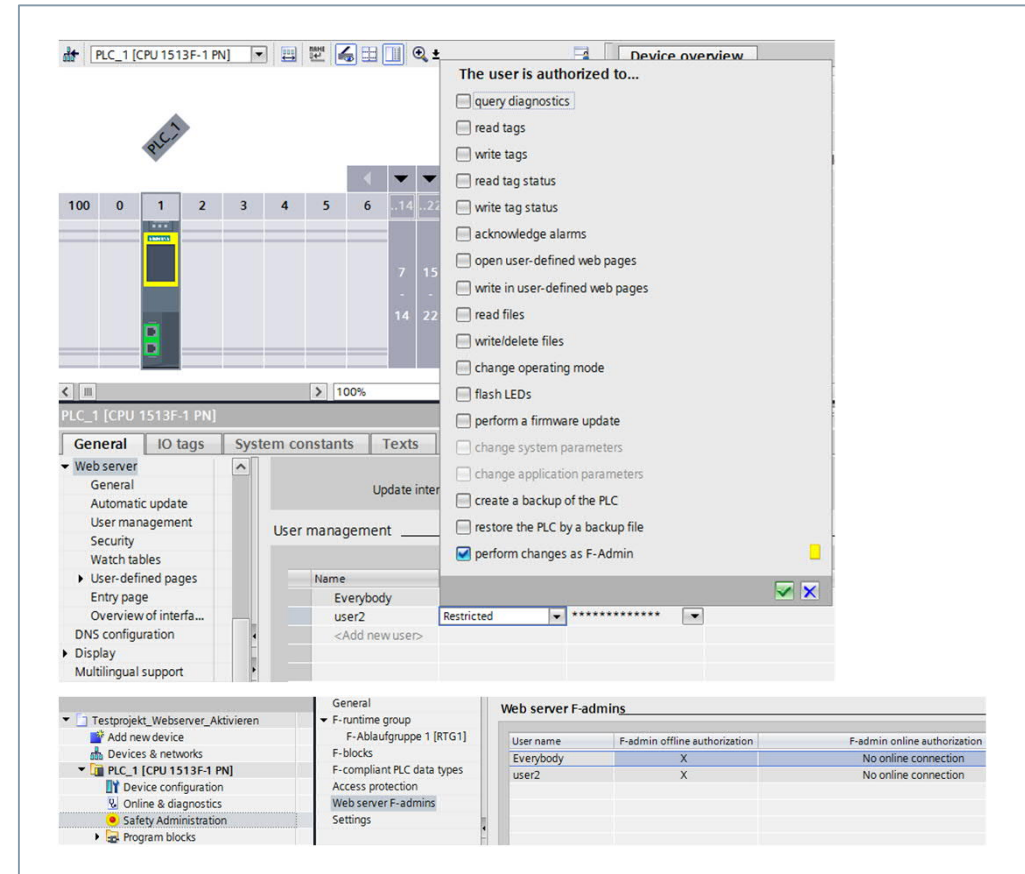 PLC_1 [CPU 1513F-1 PN]
Device overview
The user is authorized to...
query diagnostics
read tags
write tags
read tag status
write tag status
acknowledge alarms
open user-defined web pages
write in user-defined web pages
read files
write/delete files
change operating mode
flash LEDs
perform a firmware update
change system parameters
change application parameters
create a backup of the PLC
restore the PLC by a backup file
perform changes as F-Admin
PLC_1
100 0 1 2 3 4 5 6 ..14 ..22
7 15
- -
14 22
100%
PLC_1 [CPU 1513F-1 PN]
General IO tags System constants Texts
Web server
General
Automatic update
User management
Security
Watch tables
User-defined pages
Entry page
Overview of interfa...
DNS configuration
Display
Multilingual support
Update inter
User management
Name
Everybody
user2 Restricted *************
<Add new user>
Testprojekt_Webserver_Aktivieren
Add new device
Devices & networks
PLC_1 [CPU 1513F-1 PN]
Device configuration
Online & diagnostics
Safety Administration
Program blocks
General
F-runtime group
F-Ablaufgruppe 1 [RTG1]
F-blocks
F-compliant PLC data types
Access protection
Web server F-admins
Settings
Web server F-admins
User name F-admin offline authorization F-admin online authorization
Everybody X No online connection
user2 X No online connection